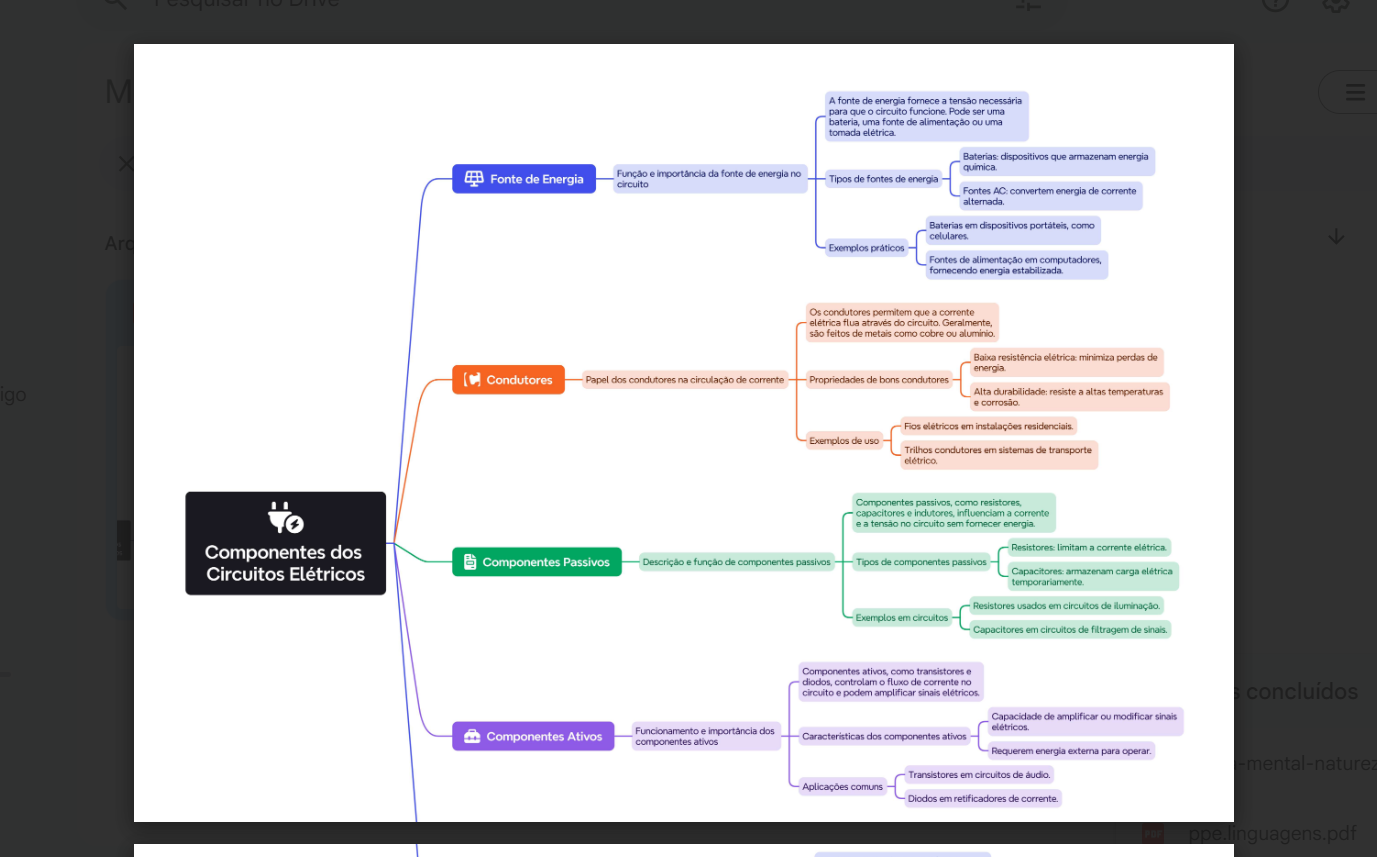 Pesquisar no Drive
A fonte de energia fornece a tensão necessária
para que o circuito funcione. Pode ser uma
bateria, uma fonte de alimentação ou uma
tomada elétrica.
Fonte de Energia
Função e importância da fonte de energia no
circuito
Tipos de fontes de energia
Baterias: dispositivos que armazenam energia
química.
Fontes AC: convertem energia de corrente
alternada.
Exemplos práticos
Baterias em dispositivos portáteis, como
celulares.
Fontes de alimentação em computadores,
fornecendo energia estabilizada.
Os condutores permitem que a corrente
elétrica flua através do circuito. Geralmente,
são feitos de metais como cobre ou alumínio.
Condutores
Papel dos condutores na circulação de corrente
Propriedades de bons condutores
Baixa resistência elétrica: minimiza perdas de
energia.
Alta durabilidade: resiste a altas temperaturas
e corrosão.
Exemplos de uso
Fios elétricos em instalações residenciais.
Trilhos condutores em sistemas de transporte
elétrico.
Componentes dos
Circuitos Elétricos
Componentes passivos, como resistores,
capacitores e indutores, influenciam a corrente
e a tensão no circuito sem fornecer energia.
Componentes Passivos
Descrição e função de componentes passivos
Tipos de componentes passivos
Resistores: limitam a corrente elétrica.
Capacitores: armazenam carga elétrica
temporariamente.
Exemplos em circuitos
Resistores usados em circuitos de iluminação.
Capacitores em circuitos de filtragem de sinais.
Componentes ativos, como transistores e
diodos, controlam o fluxo de corrente no
circuito e podem amplificar sinais elétricos.
Componentes Ativos
Funcionamento e importância dos
componentes ativos
Características dos componentes ativos
Capacidade de amplificar ou modificar sinais
elétricos.
Requerem energia externa para operar.
Aplicações comuns
Transistores em circuitos de áudio.
Diodos em retificadores de corrente.
M
Arq
igo
s concluídos
-mental-naturez
PDF
ppe.linguagens.pdf